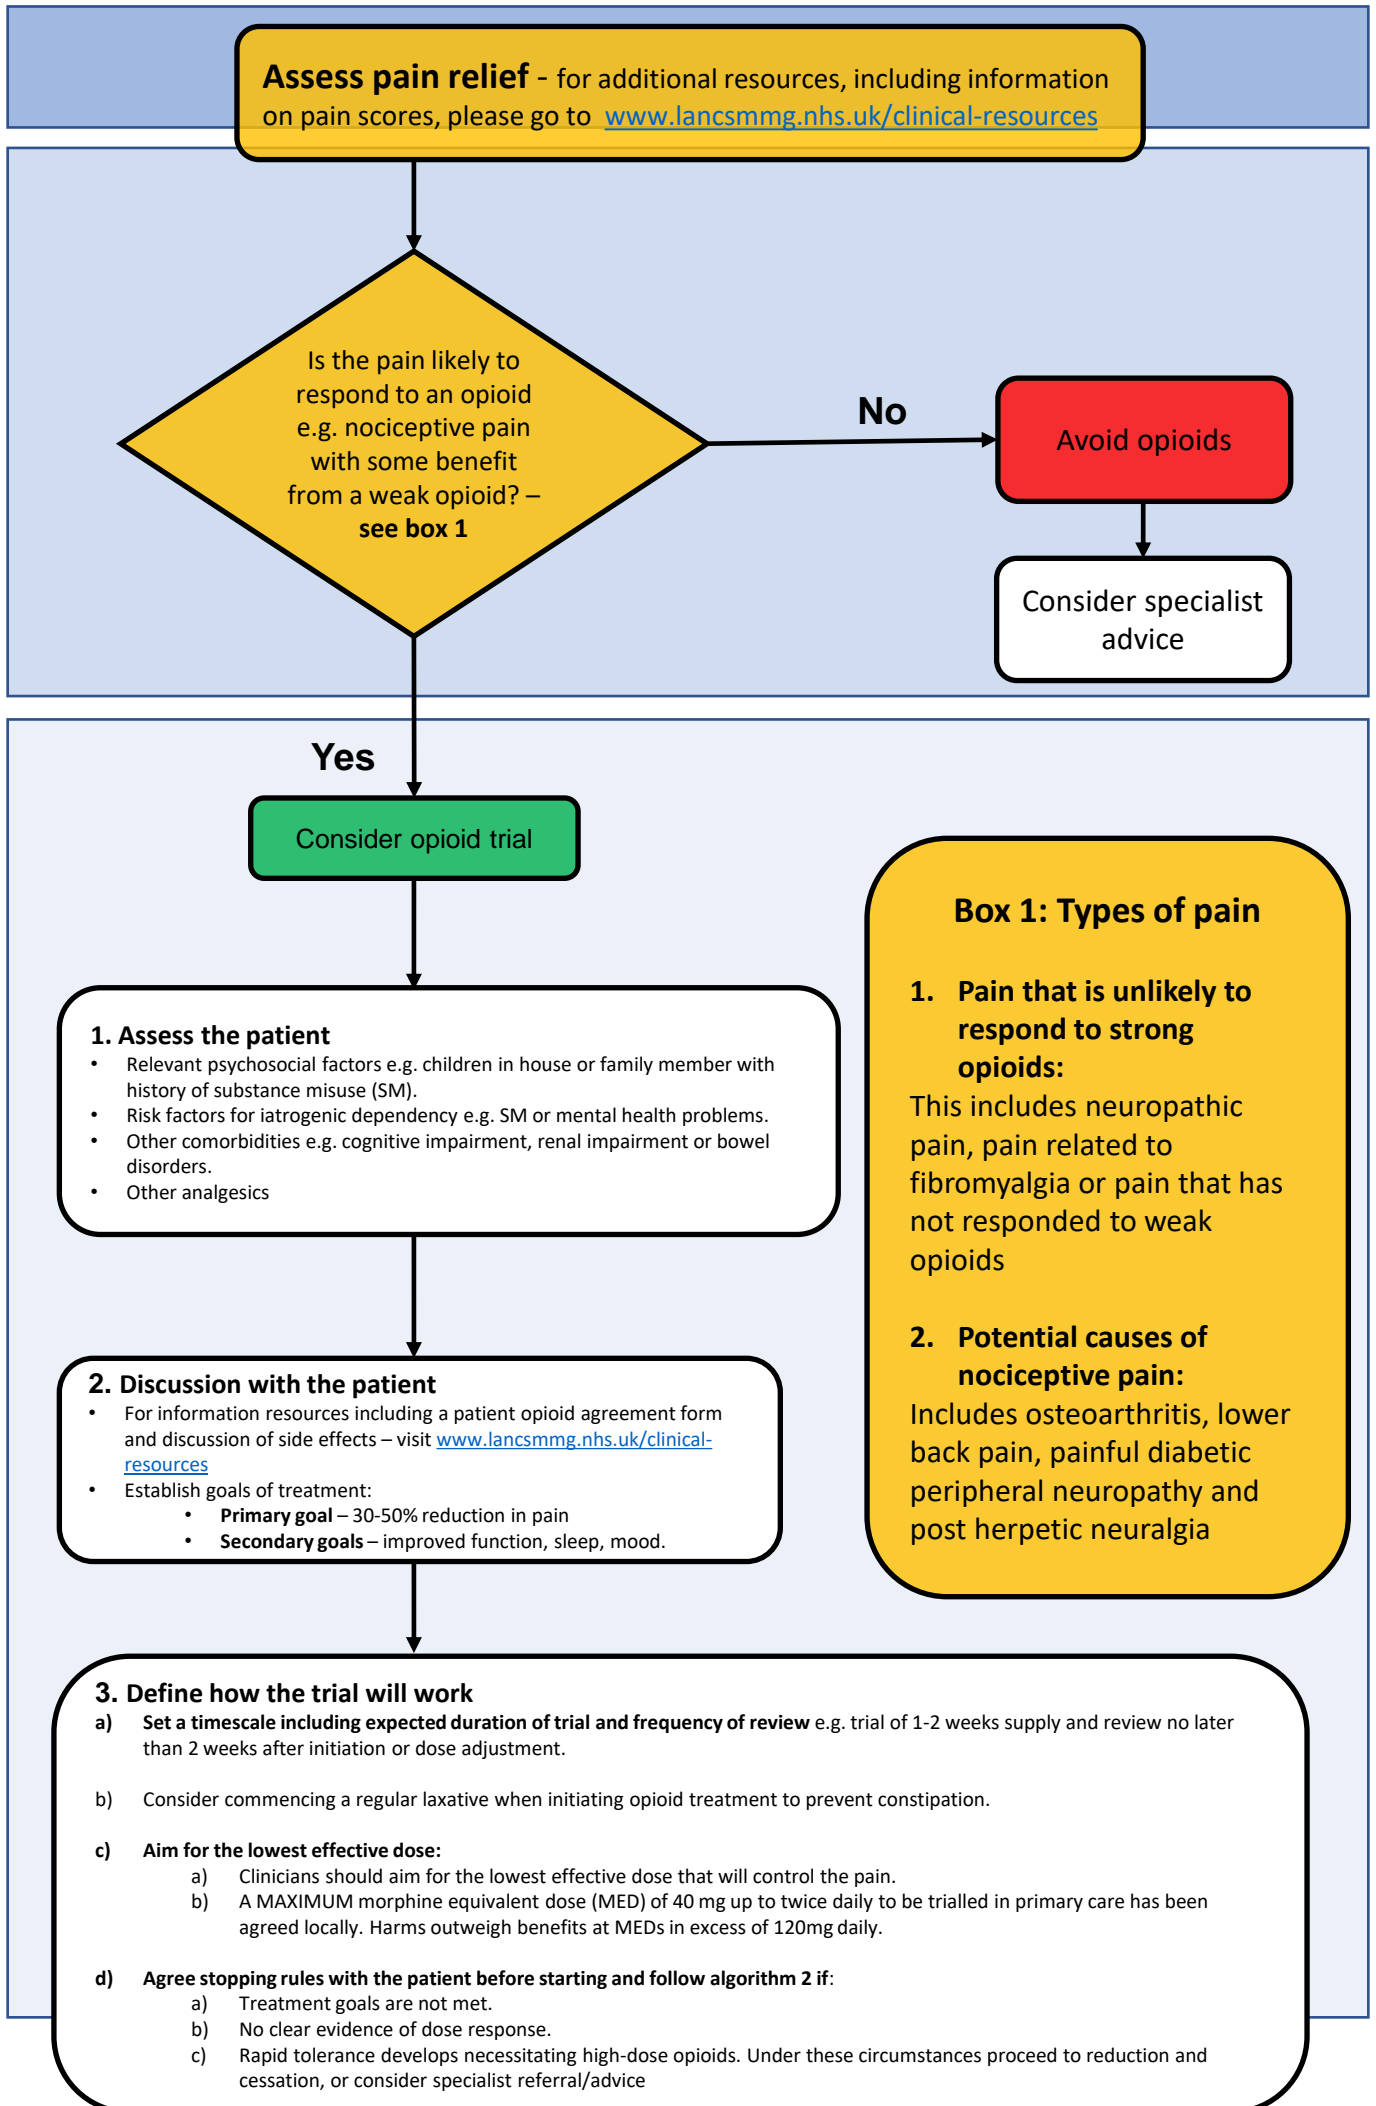 Assess pain relief - for additional resources, including information
on pain scores, please go to www.lancsmmg.nhs.uk/clinical-resources
Is the pain likely to
respond to an opioid
e.g. nociceptive pain
with some benefit
from a weak opioid? –
see box 1
No
Avoid opioids
Consider specialist
advice
Yes
Consider opioid trial
1. Assess the patient
• Relevant psychosocial factors e.g. children in house or family member with
history of substance misuse (SM).
• Risk factors for iatrogenic dependency e.g. SM or mental health problems.
• Other comorbidities e.g. cognitive impairment, renal impairment or bowel
disorders.
• Other analgesics
2. Discussion with the patient
• For information resources including a patient opioid agreement form
and discussion of side effects – visit www.lancsmmg.nhs.uk/clinical-
resources
• Establish goals of treatment:
• Primary goal – 30-50% reduction in pain
• Secondary goals – improved function, sleep, mood.
Box 1: Types of pain
1. Pain that is unlikely to
respond to strong
opioids:
This includes neuropathic
pain, pain related to
fibromyalgia or pain that has
not responded to weak
opioids
2. Potential causes of
nociceptive pain:
Includes osteoarthritis, lower
back pain, painful diabetic
peripheral neuropathy and
post herpetic neuralgia
3. Define how the trial will work
a) Set a timescale including expected duration of trial and frequency of review e.g. trial of 1-2 weeks supply and review no later
than 2 weeks after initiation or dose adjustment.
b) Consider commencing a regular laxative when initiating opioid treatment to prevent constipation.
c) Aim for the lowest effective dose:
a) Clinicians should aim for the lowest effective dose that will control the pain.
b) A MAXIMUM morphine equivalent dose (MED) of 40 mg up to twice daily to be trialled in primary care has been
agreed locally. Harms outweigh benefits at MEDs in excess of 120mg daily.
d) Agree stopping rules with the patient before starting and follow algorithm 2 if:
a) Treatment goals are not met.
b) No clear evidence of dose response.
c) Rapid tolerance develops necessitating high-dose opioids. Under these circumstances proceed to reduction and
cessation, or consider specialist referral/advice